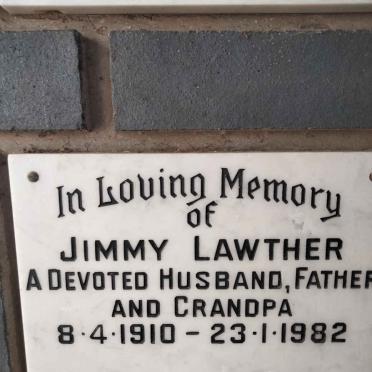 In Loving Memory
of
JIMMY LAWTHER
A DEVOTED HUSBAND, FATHER
AND GRANDPA
8·4·1910 – 23·1·1982